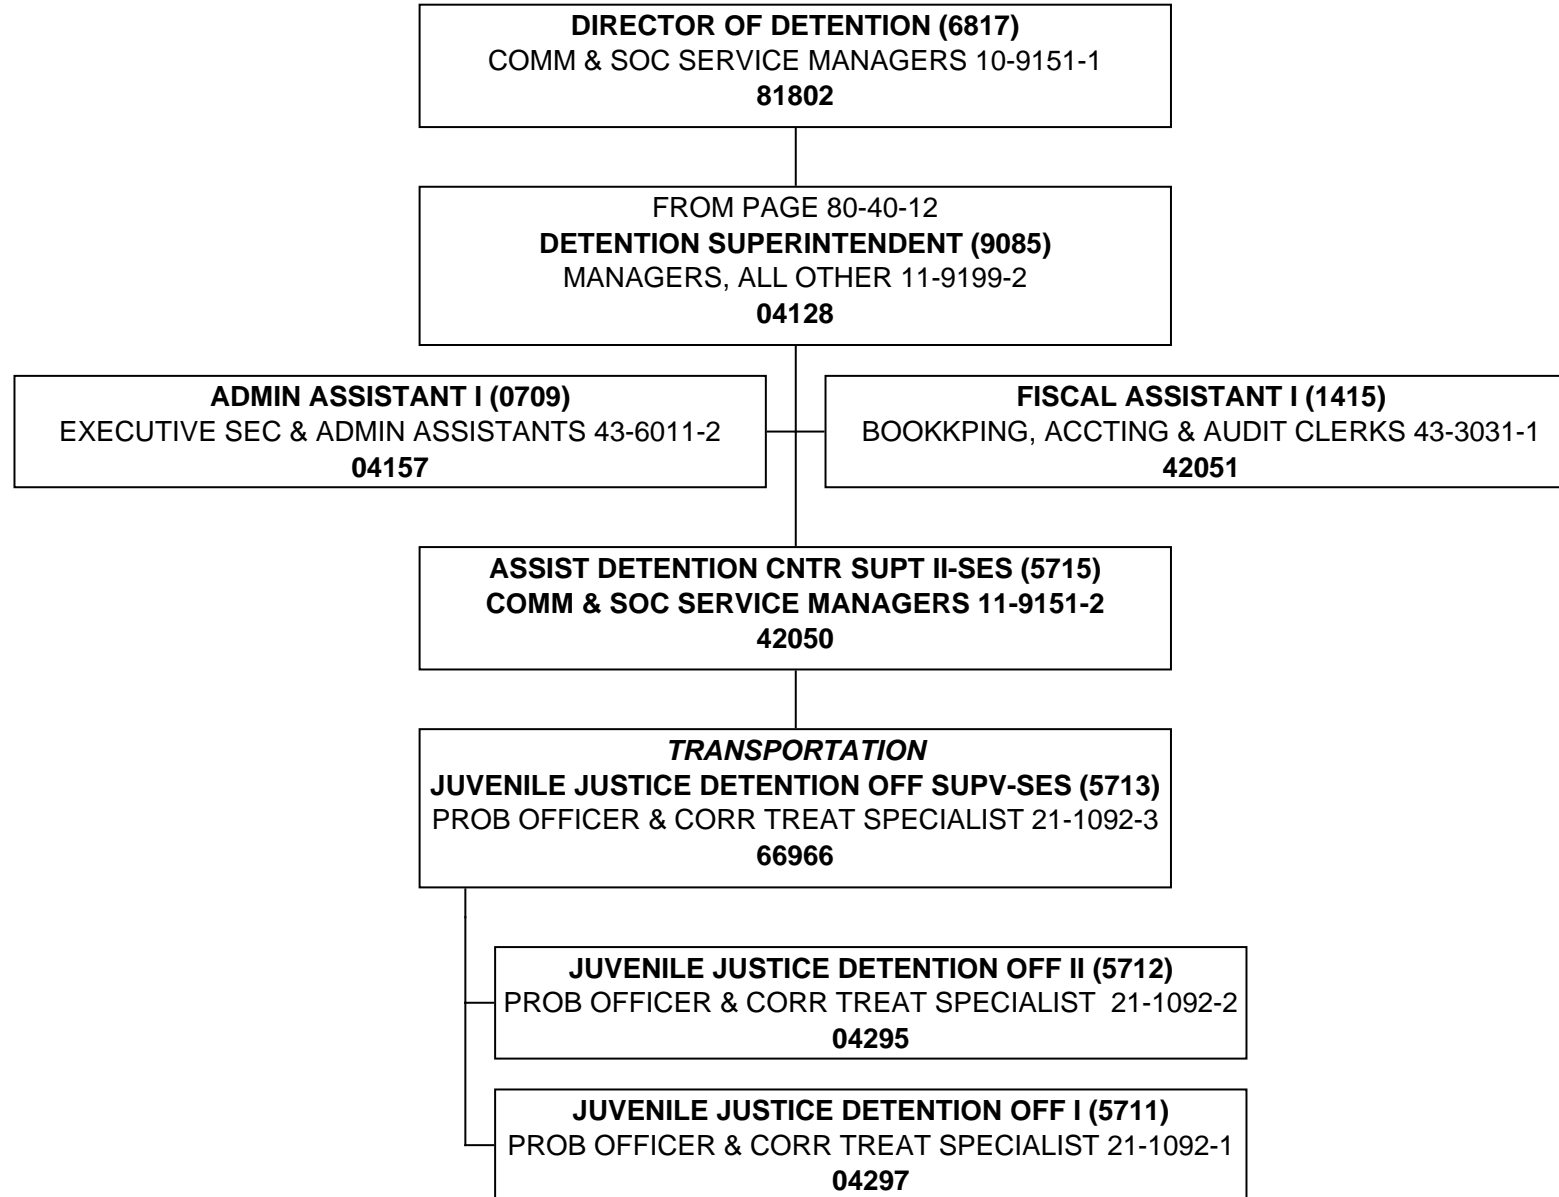 DIRECTOR OF DETENTION (6817)
COMM & SOC SERVICE MANAGERS 10-9151-1
81802
FROM PAGE 80-40-12
DETENTION SUPERINTENDENT (9085)
MANAGERS, ALL OTHER 11-9199-2
04128
ADMIN ASSISTANT I (0709)
EXECUTIVE SEC & ADMIN ASSISTANTS 43-6011-2
04157
FISCAL ASSISTANT I (1415)
BOOKKPING, ACCTING & AUDIT CLERKS 43-3031-1
42051
ASSIST DETENTION CNTR SUPT II-SES (5715)
COMM & SOC SERVICE MANAGERS 11-9151-2
42050
TRANSPORTATION
JUVENILE JUSTICE DETENTION OFF SUPV-SES (5713)
PROB OFFICER & CORR TREAT SPECIALIST 21-1092-3
66966
JUVENILE JUSTICE DETENTION OFF II (5712)
PROB OFFICER & CORR TREAT SPECIALIST  21-1092-2
04295
JUVENILE JUSTICE DETENTION OFF I (5711)
PROB OFFICER & CORR TREAT SPECIALIST 21-1092-1
04297